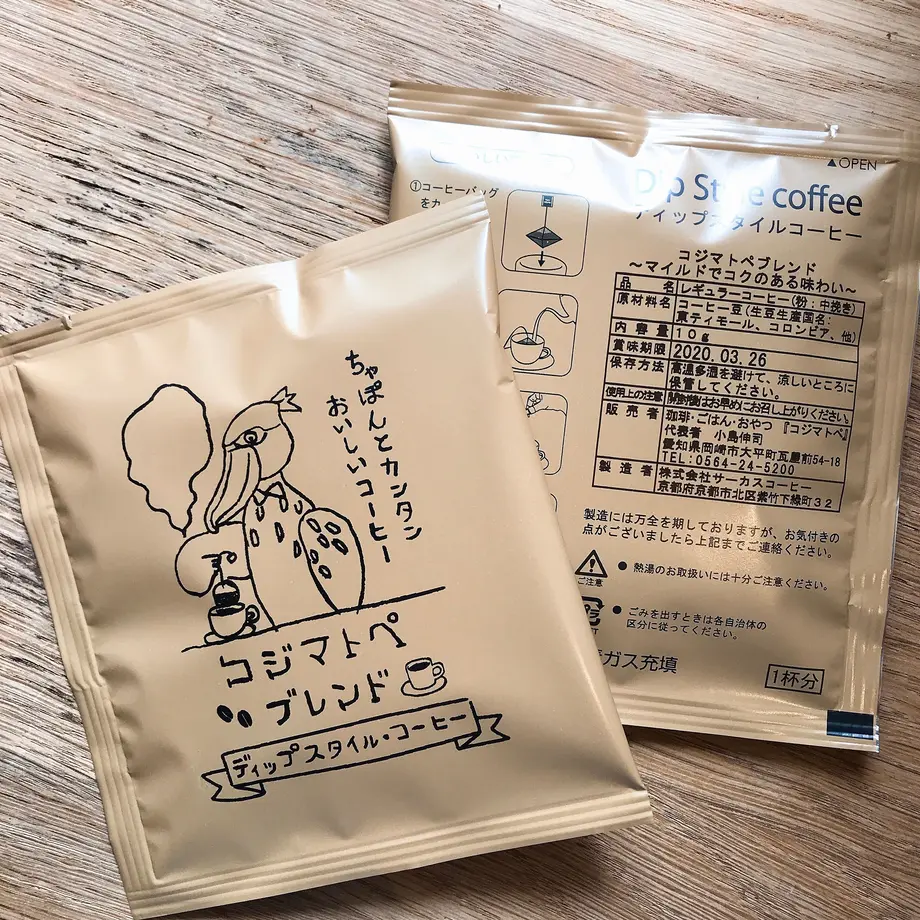 ちゃぽんとカンタン
おいしいコーヒー
コジマトペ
ブレンド
ディップスタイル・コーヒー
▲OPEN
Dip Style coffee
ディップスタイルコーヒー
①コーヒーバッグ
をカ
コジマトペブレンド
～マイルドでコクのある味わい～
品名 レギュラーコーヒー(粉:中挽き)
原材料名 コーヒー豆(生豆生産国名:
東ティモール、コロンビア、他)
内容量 10g
賞味期限 2020.03.26
保存方法 高温多湿を避けて、涼しいところに
保管してください。
使用上の注意 開封後はお早めにお召し上がりください。
販売者 珈琲・ごはん・おやつ『コジマトペ』
代表者 小島伸司
愛知県岡崎市大平町瓦屋前54-18
TEL:0564-24-5200
製造者 株式会社サーカスコーヒー
京都府京都市北区紫竹下緑町32
製造には万全を期しておりますが、お気付きの
点がございましたら上記までご連絡ください。
ご注意
●熱湯のお取扱いには十分ご注意ください。
●ごみを出すときは各自治体の
区分に従ってください。
ガス充填
1杯分